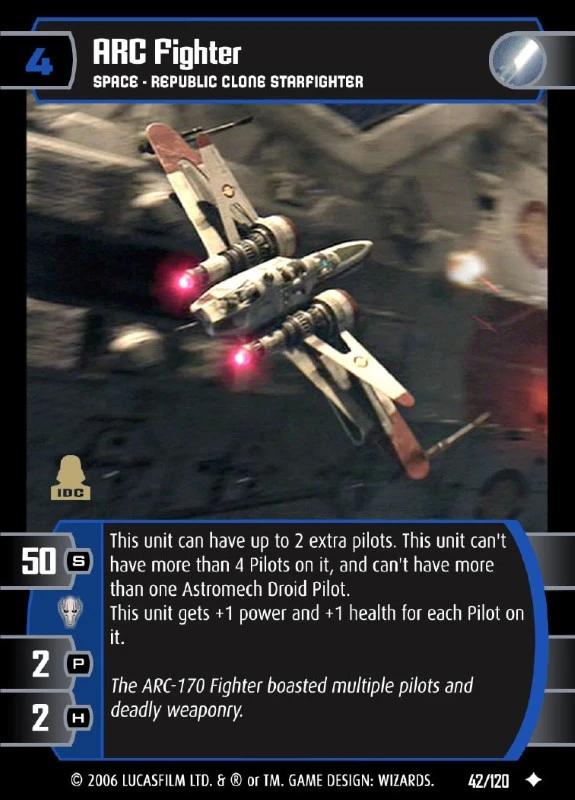 4
ARC Fighter
SPACE - REPUBLIC CLONE STARFIGHTER
IDC
50 S
2 P
2 H
This unit can have up to 2 extra pilots. This unit can't
have more than 4 Pilots on it, and can't have more
than one Astromech Droid Pilot.
This unit gets +1 power and +1 health for each Pilot on
it.
The ARC-170 Fighter boasted multiple pilots and
deadly weaponry.
© 2006 LUCASFILM LTD. & ® or TM. GAME DESIGN: WIZARDS. 42/120